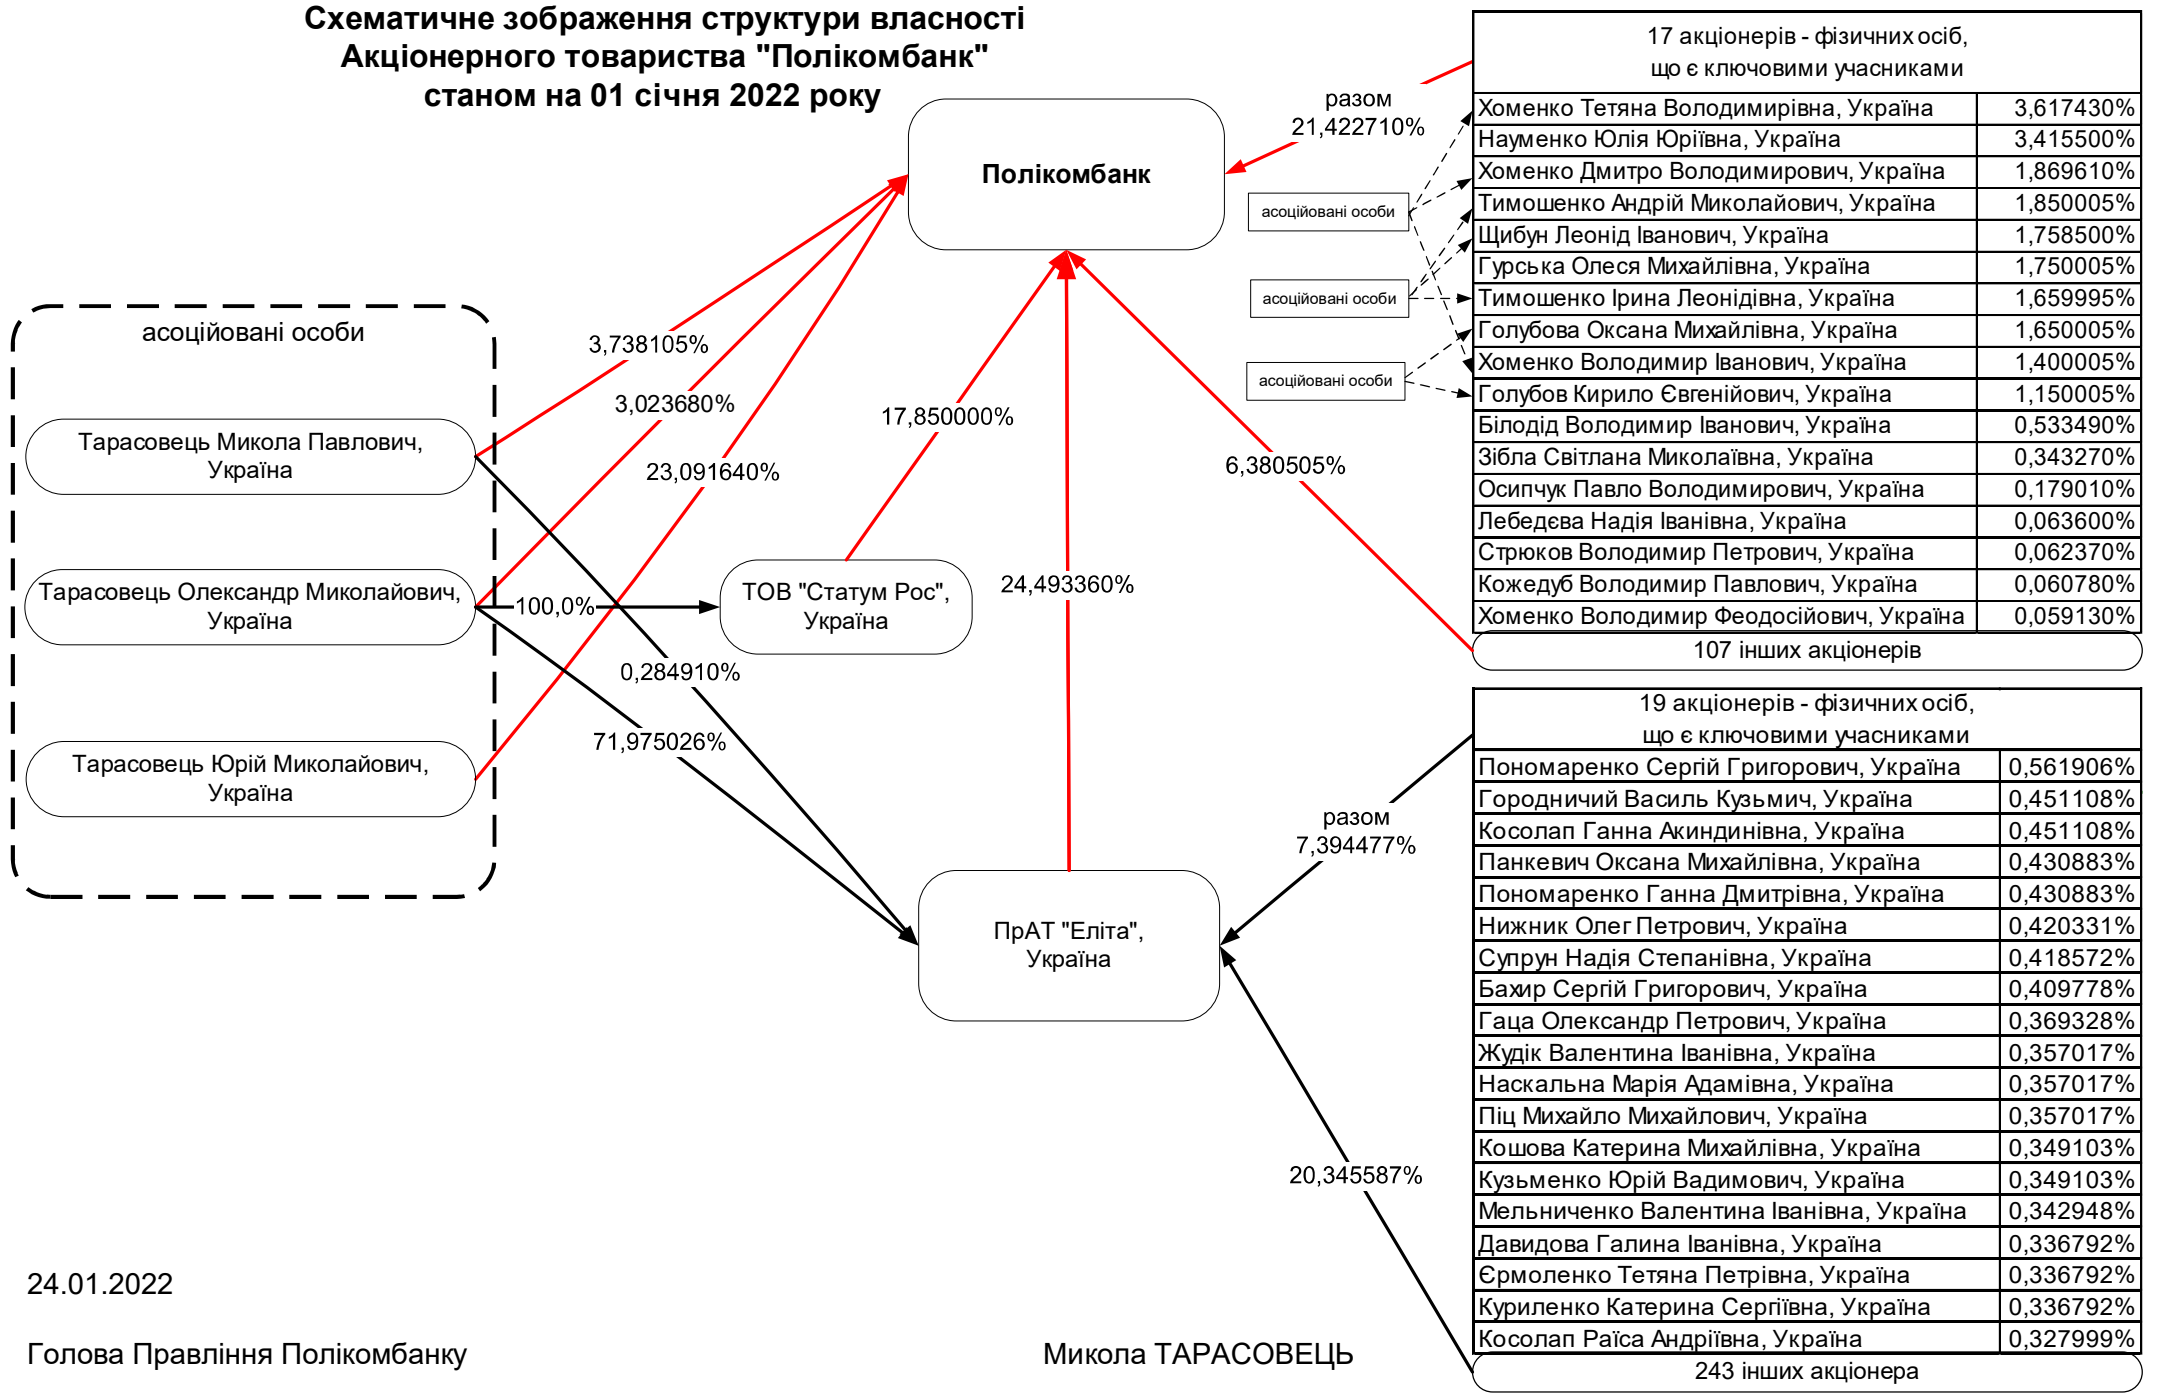 Схематичне зображення структури власності
Акціонерного товариства "Полікомбанк"
станом на 01 січня 2022 року
Полікомбанк
разом
21,422710%
асоційовані особи
асоційовані особи
асоційовані особи
17 акціонерів - фізичних осіб,
що є ключовими учасниками
Хоменко Тетяна Володимирівна, Україна 3,617430%
Науменко Юлія Юріївна, Україна 3,415500%
Хоменко Дмитро Володимирович, Україна 1,869610%
Тимошенко Андрій Миколайович, Україна 1,850005%
Щибун Леонід Іванович, Україна 1,758500%
Гурська Олеся Михайлівна, Україна 1,750005%
Тимошенко Ірина Леонідівна, Україна 1,659995%
Голубова Оксана Михайлівна, Україна 1,650005%
Хоменко Володимир Іванович, Україна 1,400005%
Голубов Кирило Євгенійович, Україна 1,150005%
Білодід Володимир Іванович, Україна 0,533490%
Зібла Світлана Миколаївна, Україна 0,343270%
Осипчук Павло Володимирович, Україна 0,179010%
Лебедєва Надія Іванівна, Україна 0,063600%
Стрюков Володимир Петрович, Україна 0,062370%
Кожедуб Володимир Павлович, Україна 0,060780%
Хоменко Володимир Феодосійович, Україна 0,059130%
107 інших акціонерів
асоційовані особи
Тарасовець Микола Павлович,
Україна
Тарасовець Олександр Миколайович,
Україна
Тарасовець Юрій Миколайович,
Україна
3,738105%
3,023680%
23,091640%
17,850000%
6,380505%
24,493360%
100,0%
ТОВ "Статум Рос",
Україна
0,284910%
71,975026%
ПрАТ "Еліта",
Україна
разом
7,394477%
20,345587%
19 акціонерів - фізичних осіб,
що є ключовими учасниками
Пономаренко Сергій Григорович, Україна 0,561906%
Городничий Василь Кузьмич, Україна 0,451108%
Косолап Ганна Акиндинівна, Україна 0,451108%
Панкевич Оксана Михайлівна, Україна 0,430883%
Пономаренко Ганна Дмитрівна, Україна 0,430883%
Нижник Олег Петрович, Україна 0,420331%
Супрун Надія Степанівна, Україна 0,418572%
Бахир Сергій Григорович, Україна 0,409778%
Гаца Олександр Петрович, Україна 0,369328%
Жудік Валентина Іванівна, Україна 0,357017%
Наскальна Марія Адамівна, Україна 0,357017%
Піц Михайло Михайлович, Україна 0,357017%
Кошова Катерина Михайлівна, Україна 0,349103%
Кузьменко Юрій Вадимович, Україна 0,349103%
Мельниченко Валентина Іванівна, Україна 0,342948%
Давидова Галина Іванівна, Україна 0,336792%
Єрмоленко Тетяна Петрівна, Україна 0,336792%
Куриленко Катерина Сергіївна, Україна 0,336792%
Косолап Раїса Андріївна, Україна 0,327999%
243 інших акціонера
24.01.2022
Голова Правління Полікомбанку Микола ТАРАСОВЕЦЬ